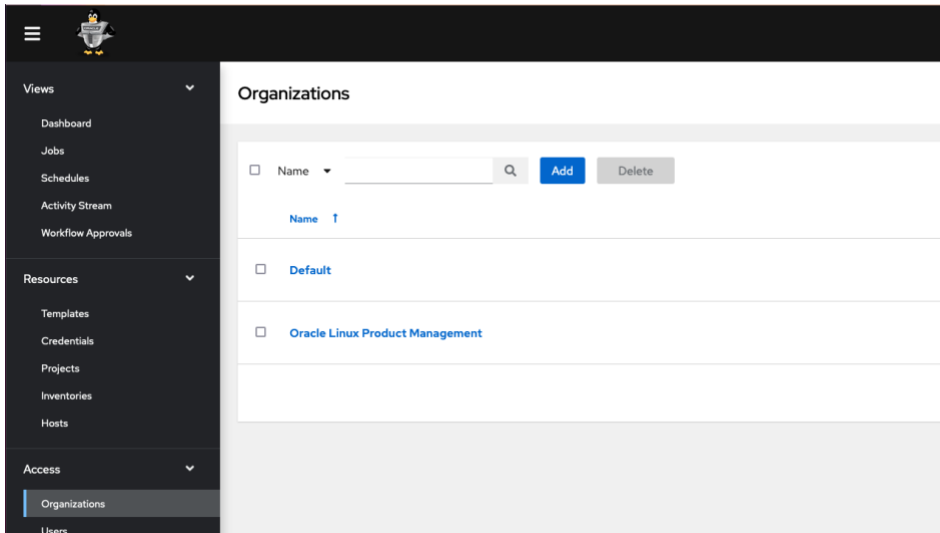 Views
Dashboard
Jobs
Schedules
Activity Stream
Workflow Approvals
Resources
Templates
Credentials
Projects
Inventories
Hosts
Access
Organizations
Users
Organizations
Name
Add
Delete
Name
Default
Oracle Linux Product Management